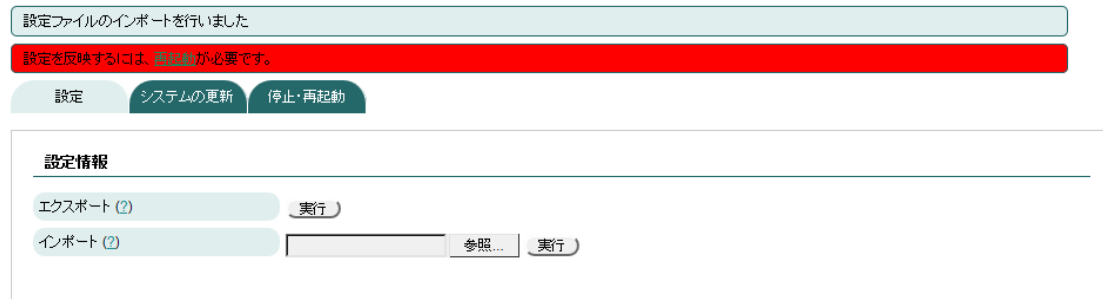 設定ファイルのインポートを行いました
設定を反映するには、再起動が必要です。
設定 システムの更新 停止・再起動
設定情報
エクスポート (?) 実行
インポート (?) 参照... 実行